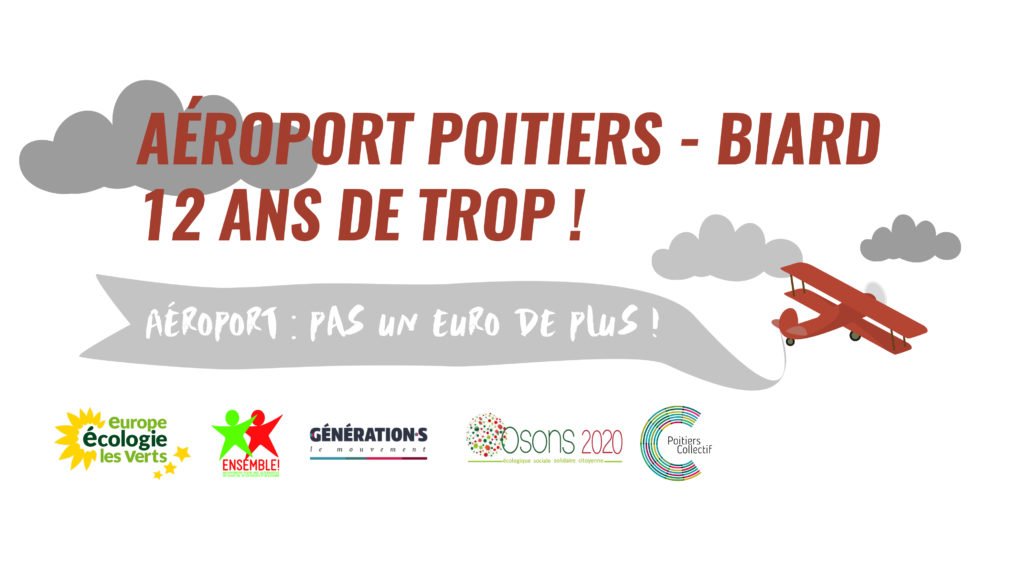 AÉROPORT POITIERS - BIARD
12 ANS DE TROP !
AÉROPORT : PAS UN EURO DE PLUS !
europe
écologie
les Verts
ENSEMBLE!
GÉNÉRATION·S
le mouvement
Osons 2020
écologique sociale solidaire citoyenne
Poitiers
Collectif